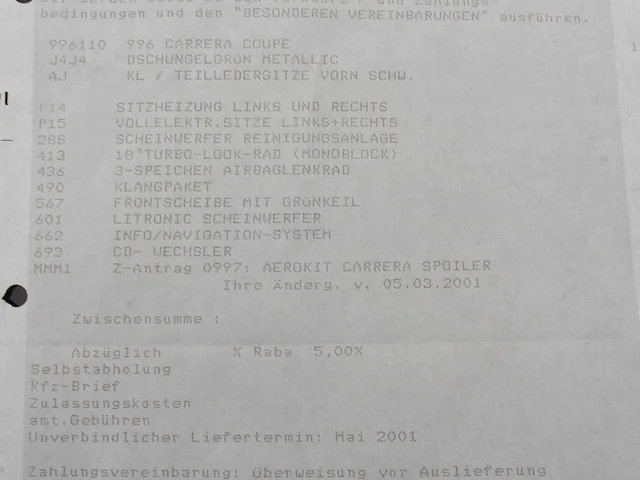 bedingungen und den "BESONDEREN VEREINBARUNGEN" ausführen.
996110 996 CARRERA COUPE
J4J4 DSCHUNGELGRÜN METALLIC
AJ KL / TEILLEDERSITZE VORN SCHW.
P14 SITZHEIZUNG LINKS UND RECHTS
P15 VOLLELEKTR.SITZE LINKS+RECHTS
288 SCHEINWERFER REINIGUNGSANLAGE
413 18"TURBO-LOOK-RAD (MONOBLOCK)
436 3-SPEICHEN AIRBAGLENKRAD
490 KLANGPAKET
567 FRONTSCHEIBE MIT GRÜNKEIL
601 LITRONIC SCHEINWERFER
662 INFO/NAVIGATION-SYSTEM
692 CD- WECHSLER
MMM1 Z-Antrag 0997: AEROKIT CARRERA SPOILER
Ihre Änderg. v. 05.03.2001
Zwischensumme :
Abzüglich % Raba 5,00%
Selbstabholung
Kfz-Brief
Zulassungskosten
amt.Gebühren
Unverbindlicher Liefertermin: Mai 2001
Zahlungsvereinbarung: Überweisung vor Auslieferung